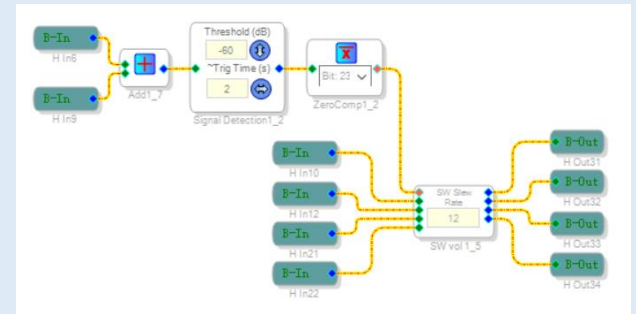 B-In
H In6
B-In
H In9
Add1_7
Threshold (dB)
-60
~Trig Time (s)
2
Signal Detection1_2
Bit: 23
ZeroComp1_2
B-In
H In10
B-In
H In12
B-In
H In21
B-In
H In22
SW Slew
Rate
12
SW vol 1_5
B-Out
H Out31
B-Out
H Out32
B-Out
H Out33
B-Out
H Out34